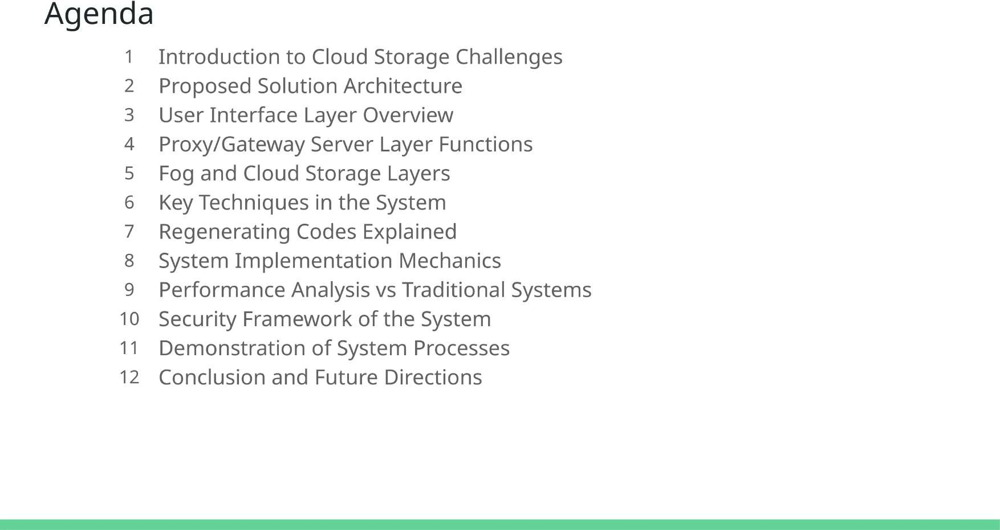 Agenda
1 Introduction to Cloud Storage Challenges
2 Proposed Solution Architecture
3 User Interface Layer Overview
4 Proxy/Gateway Server Layer Functions
5 Fog and Cloud Storage Layers
6 Key Techniques in the System
7 Regenerating Codes Explained
8 System Implementation Mechanics
9 Performance Analysis vs Traditional Systems
10 Security Framework of the System
11 Demonstration of System Processes
12 Conclusion and Future Directions